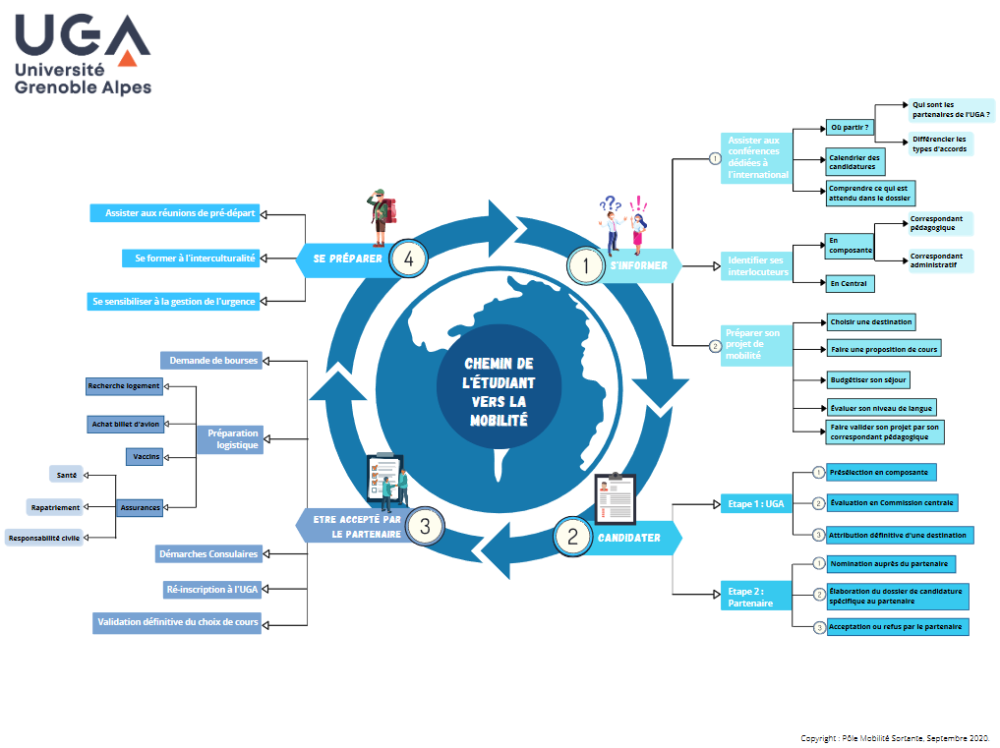 UGA
Université
Grenoble Alpes
CHEMIN DE
L'ÉTUDIANT
VERS LA
MOBILITÉ
1
S'INFORMER
1
Assister aux
conférences
dédiées à
l'international
Où partir ?
Qui sont les
partenaires de l'UGA ?
Différencier les
types d'accords
Calendrier des
candidatures
Comprendre ce qui est
attendu dans le dossier
Identifier ses
interlocuteurs
En
composante
Correspondant
pédagogique
Correspondant
administratif
En Central
2
Préparer son
projet de
mobilité
Choisir une destination
Faire une proposition de cours
Budgétiser son séjour
Évaluer son niveau de langue
Faire valider son projet par son
correspondant pédagogique
2
CANDIDATER
Etape 1 : UGA
1
Présélection en composante
2
Évaluation en Commission centrale
3
Attribution définitive d'une destination
Etape 2 :
Partenaire
1
Nomination auprès du partenaire
2
Élaboration du dossier de candidature
spécifique au partenaire
3
Acceptation ou refus par le partenaire
3
ETRE ACCEPTÉ PAR
LE PARTENAIRE
Demande de bourses
Préparation
logistique
Recherche logement
Achat billet d'avion
Vaccins
Assurances
Santé
Rapatriement
Responsabilité civile
Démarches Consulaires
Ré-inscription à l'UGA
Validation définitive du choix de cours
4
SE PRÉPARER
Assister aux réunions de pré-départ
Se former à l'interculturalité
Se sensibiliser à la gestion de l'urgence
Copyright : Pôle Mobilité Sortante, Septembre 2020.